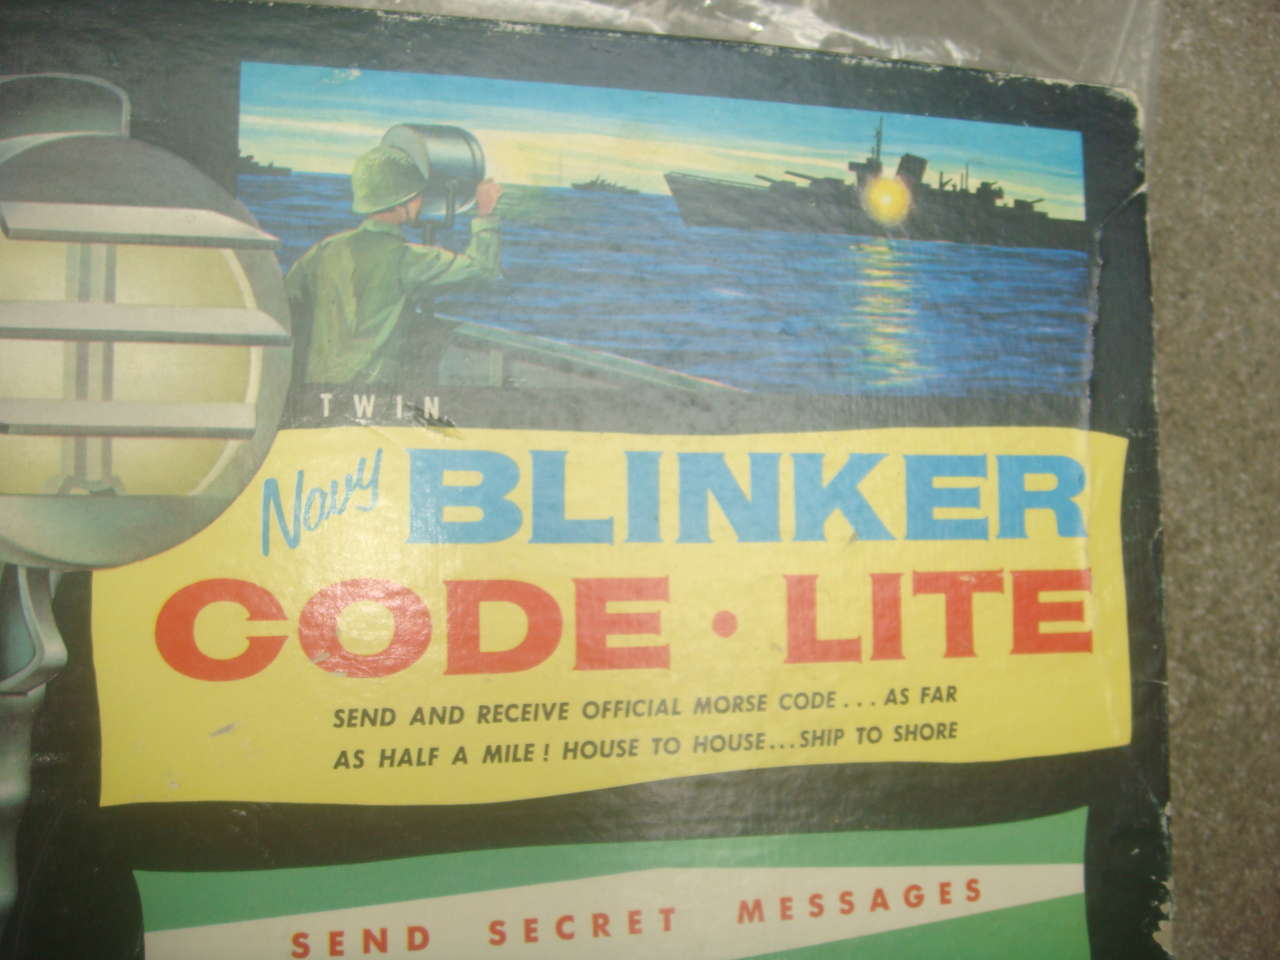 TWIN
Navy BLINKER
CODE • LITE
SEND AND RECEIVE OFFICIAL MORSE CODE... AS FAR
AS HALF A MILE! HOUSE TO HOUSE...SHIP TO SHORE
SEND SECRET MESSAGES